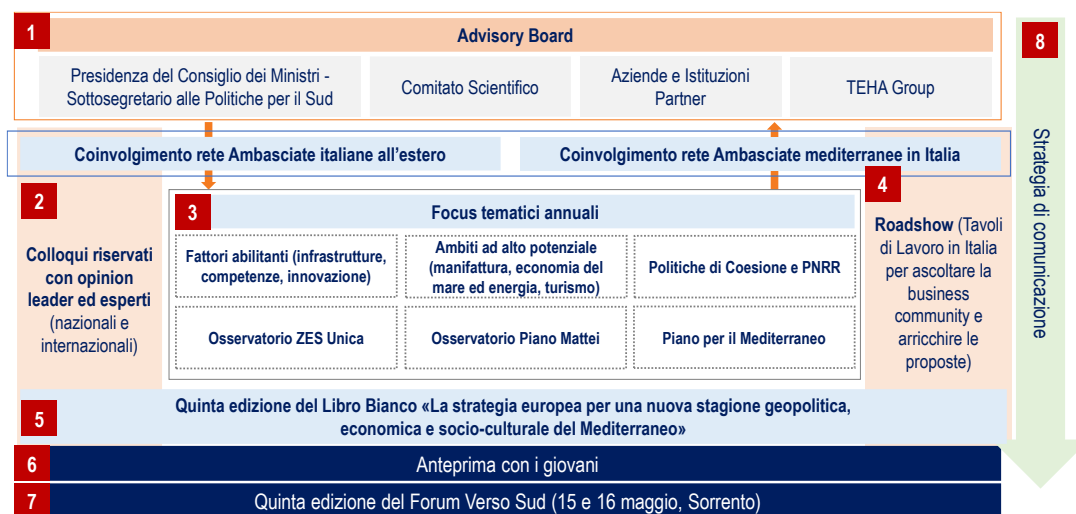 1
Advisory Board
Presidenza del Consiglio dei Ministri -
Sottosegretario alle Politiche per il Sud
Comitato Scientifico
Aziende e Istituzioni
Partner
TEHA Group
8
Strategia di comunicazione
Coinvolgimento rete Ambasciate italiane all'estero
Coinvolgimento rete Ambasciate mediterranee in Italia
2
Colloqui riservati
con opinion
leader ed esperti
(nazionali e
internazionali)
3
Focus tematici annuali
Fattori abilitanti (infrastrutture,
competenze, innovazione)
Ambiti ad alto potenziale
(manifattura, economia del
mare ed energia, turismo)
Politiche di Coesione e PNRR
Osservatorio ZES Unica
Osservatorio Piano Mattei
Piano per il Mediterraneo
4
Roadshow (Tavoli
di Lavoro in Italia
per ascoltare la
business
community e
arricchire le
proposte)
5
Quinta edizione del Libro Bianco «La strategia europea per una nuova stagione geopolitica,
economica e socio-culturale del Mediterraneo»
6
Anteprima con i giovani
7
Quinta edizione del Forum Verso Sud (15 e 16 maggio, Sorrento)